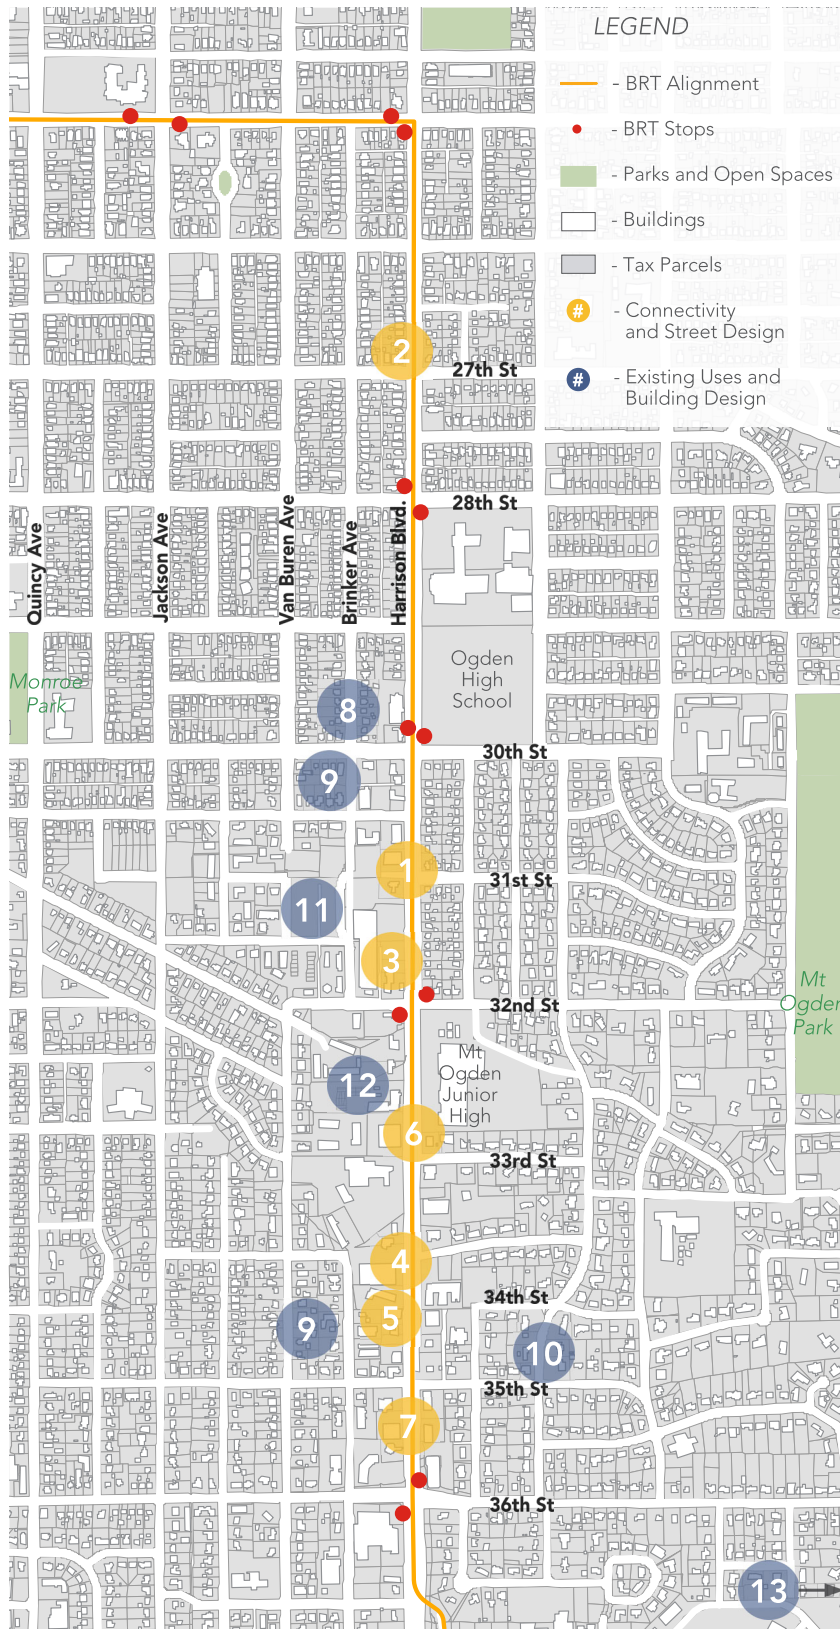 LEGEND
- BRT Alignment
- BRT Stops
- Parks and Open Spaces
- Buildings
- Tax Parcels
# - Connectivity
and Street Design
# - Existing Uses and
Building Design
2
27th St
28th St
Quincy Ave
Jackson Ave
Van Buren Ave
Brinker Ave
Harrison Blvd.
Ogden
High
School
Monroe
Park
8
30th St
9
1
31st St
11
3
Mt
Ogden
Park
32nd St
Mt
Ogden
Junior
High
12
6
33rd St
4
34th St
5
9
10
35th St
7
36th St
13